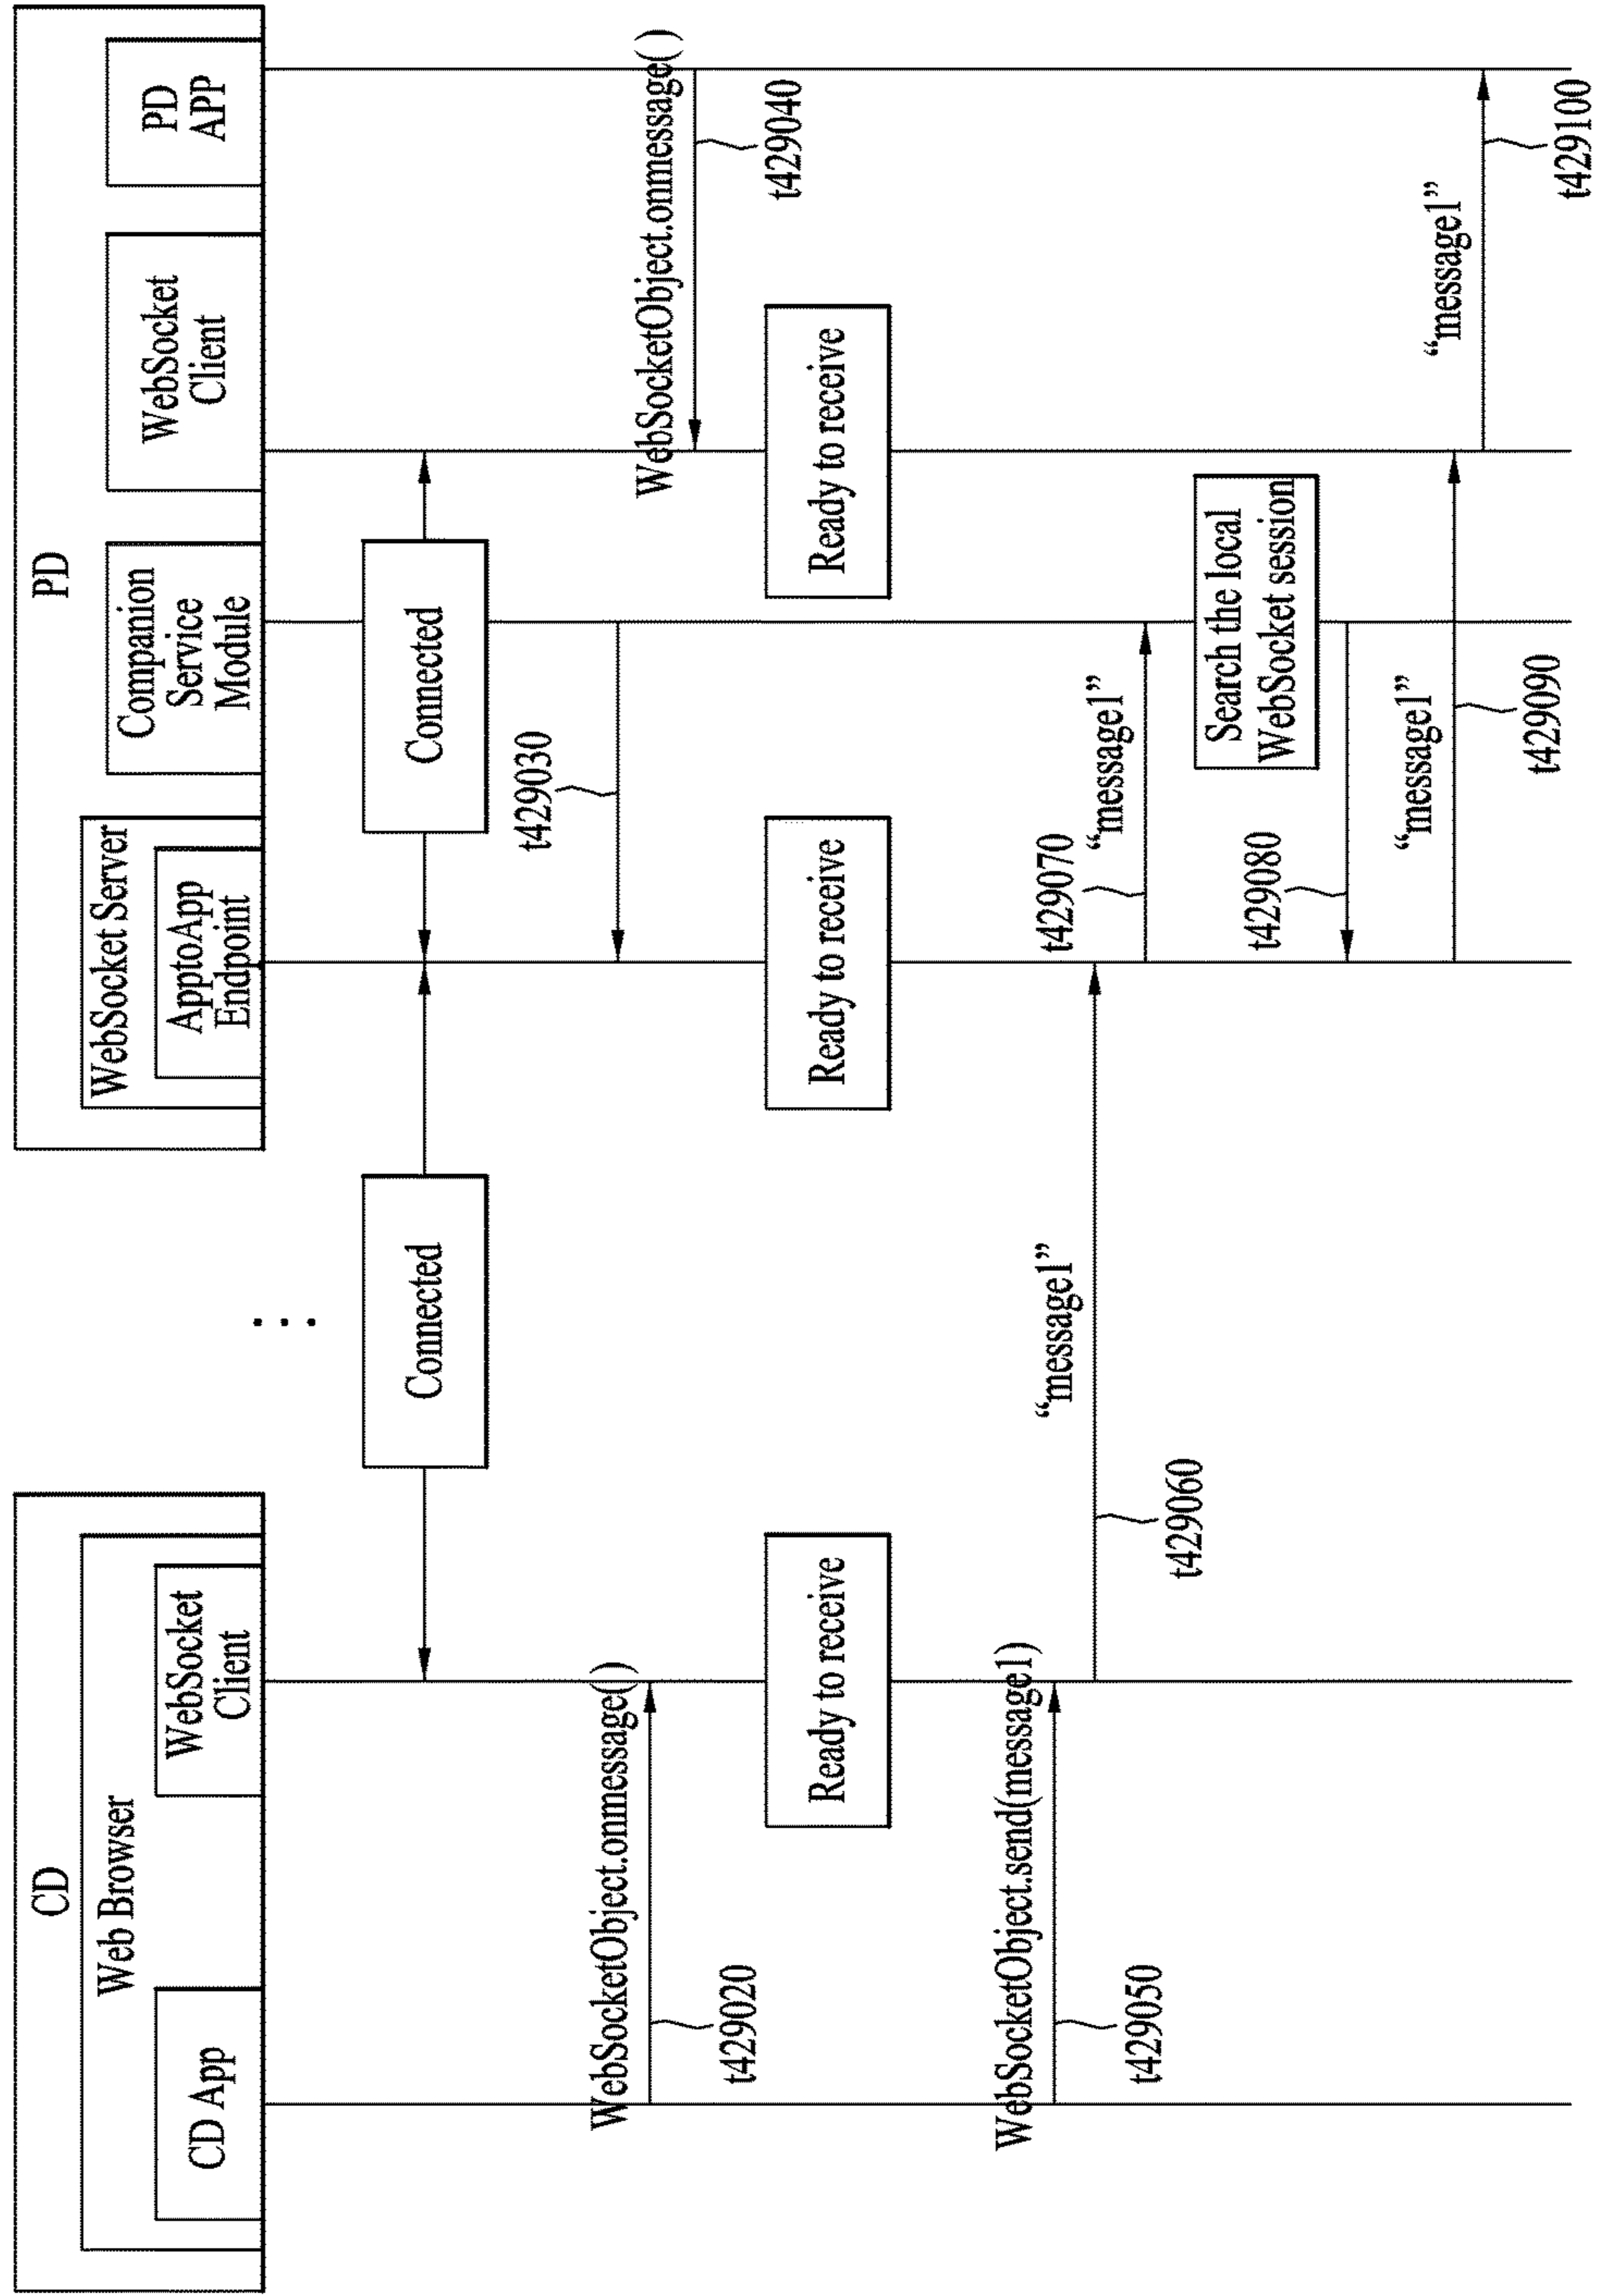 CD
PD
Web Browser
WebSocket Server
CD App
WebSocket
Client
ApptoApp
Endpoint
Companion
Service
Module
WebSocket
Client
PD
APP
...
Connected
Connected
t429030
WebSocketObject.onmessage()
t429020
WebSocketObject.onmessage()
t429040
Ready to receive
Ready to receive
Ready to receive
WebSocketObject.send(message1)
t429050
“message1”
t429060
t429070
“message1”
Search the local
WebSocket session
t429080
“message1”
t429090
“message1”
t429100